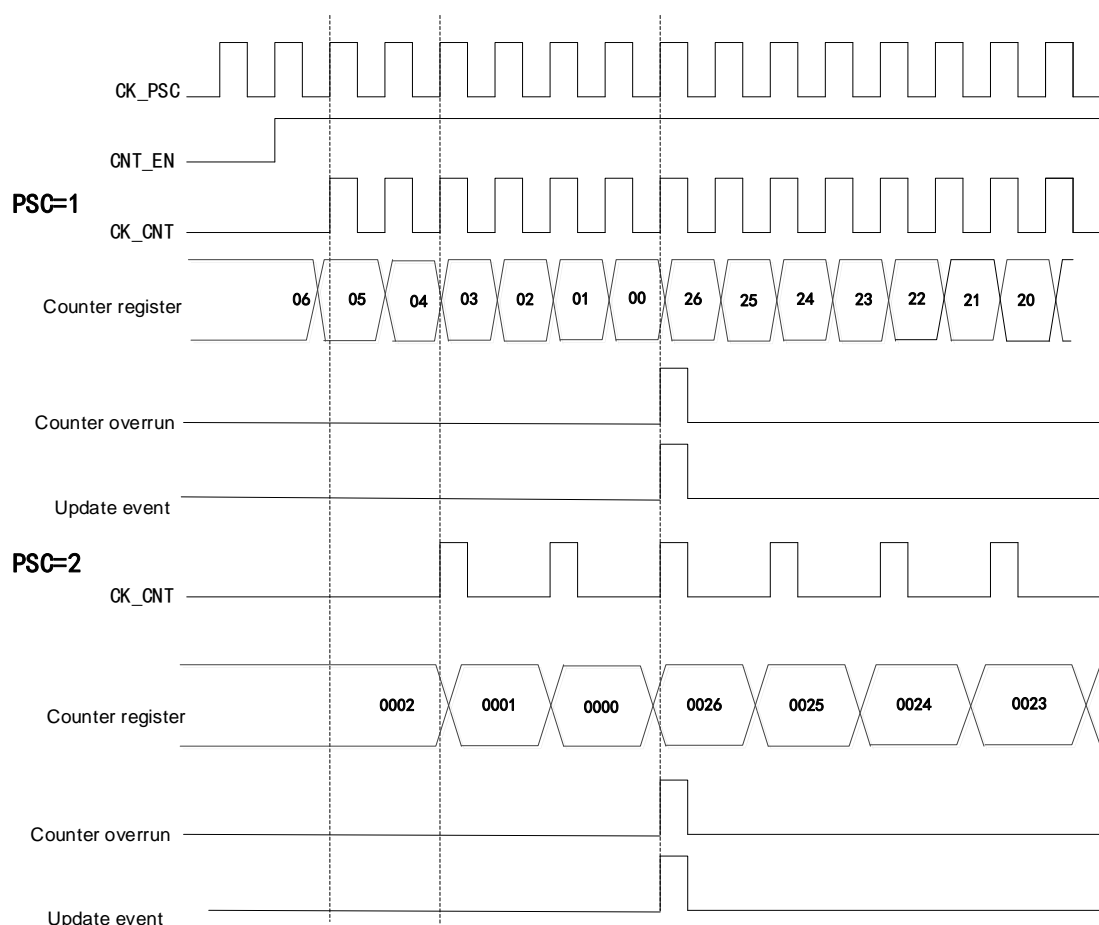 CK_PSC
CNT_EN
PSC=1
CK_CNT
Counter register 06 05 04 03 02 01 00 26 25 24 23 22 21 20
Counter overrun
Update event
PSC=2
CK_CNT
Counter register 0002 0001 0000 0026 0025 0024 0023
Counter overrun
Update event